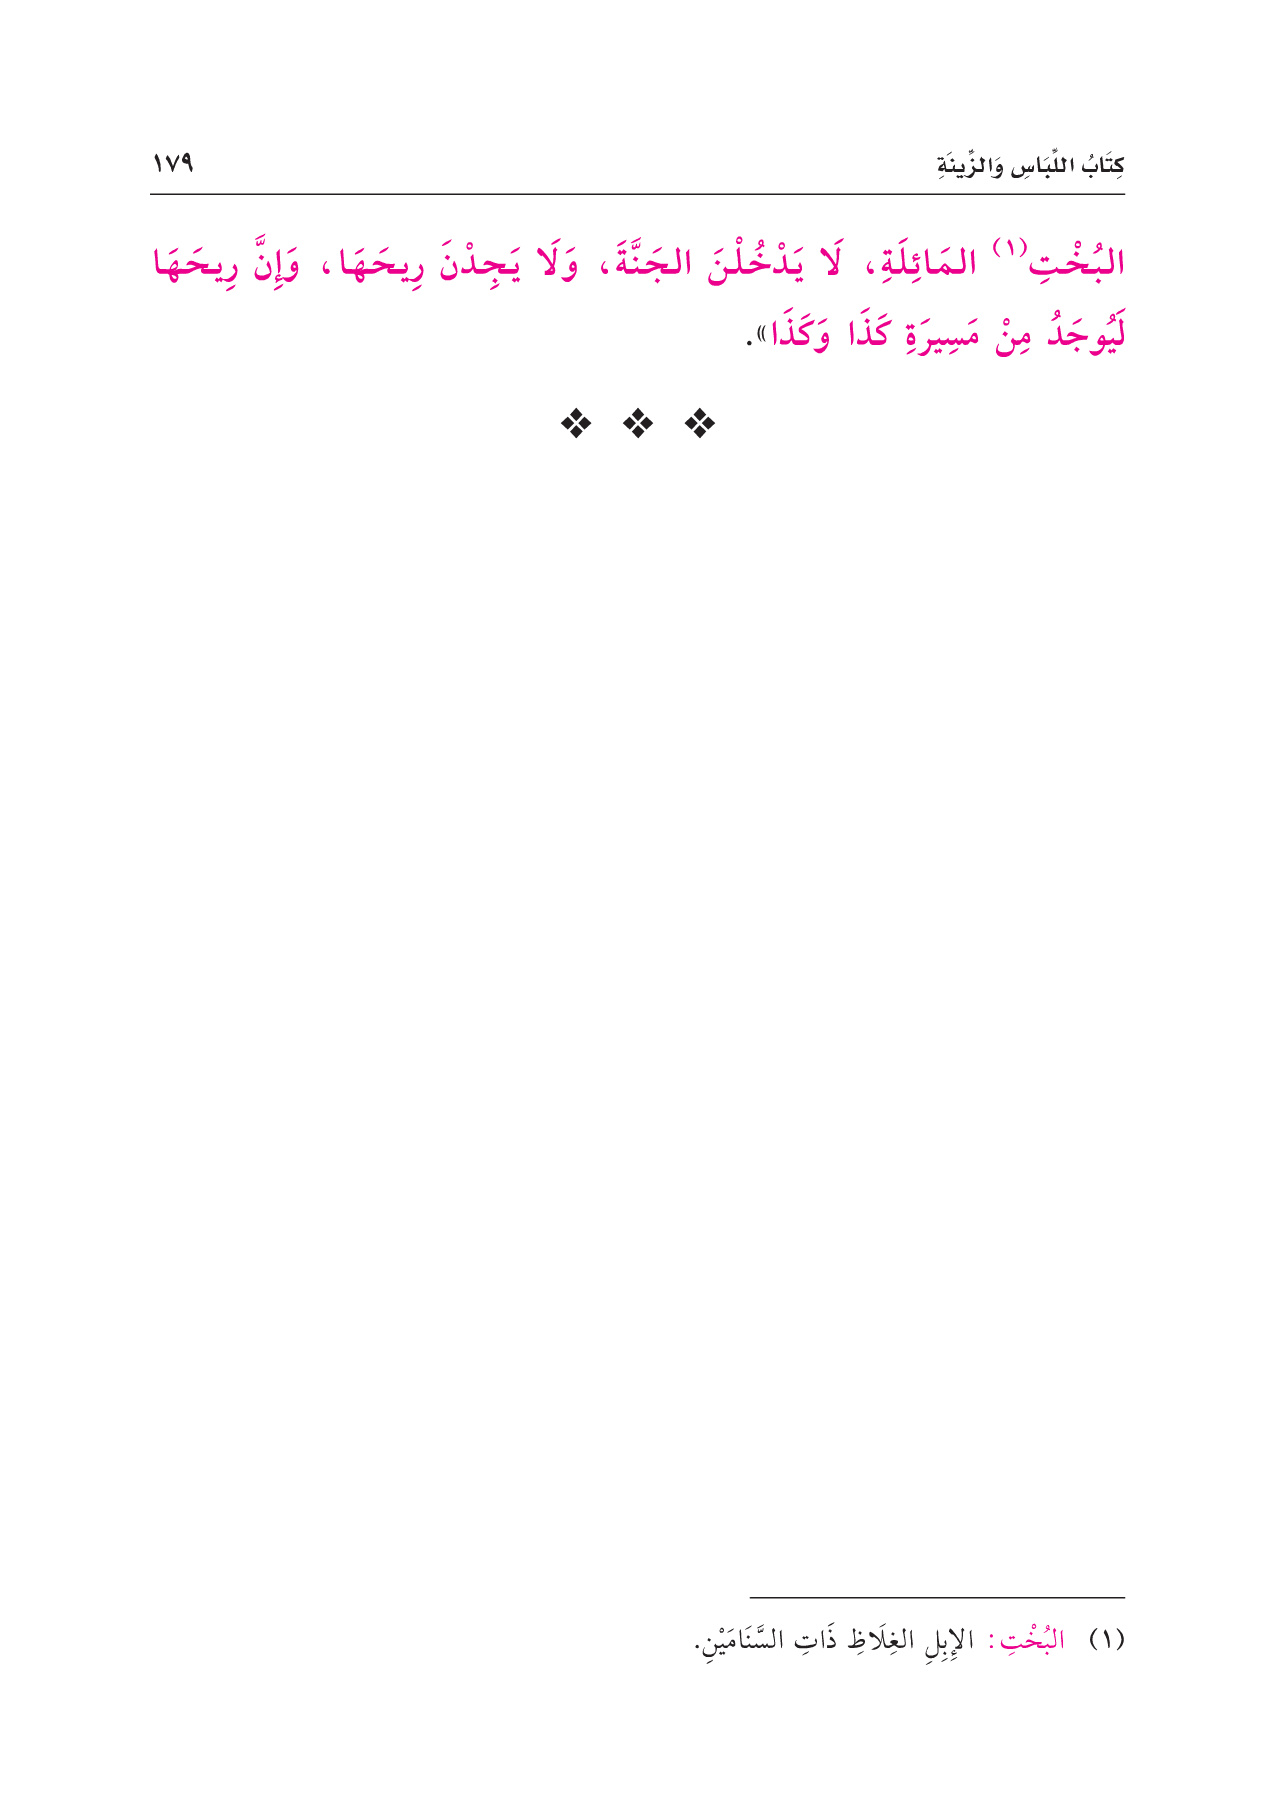 كِتَابُ اللِّبَاسِ وَالزِّينَةِ ١٧٩
البُخْتِ(١) المَائِلَةِ، لَا يَدْخُلْنَ الجَنَّةَ، وَلَا يَجِدْنَ رِيحَهَا، وَإِنَّ رِيحَهَا
لَيُوجَدُ مِنْ مَسِيرَةِ كَذَا وَكَذَا».
(١) البُخْتِ: الإِبِلِ الغِلَاظِ ذَاتِ السَّنَامَيْنِ.